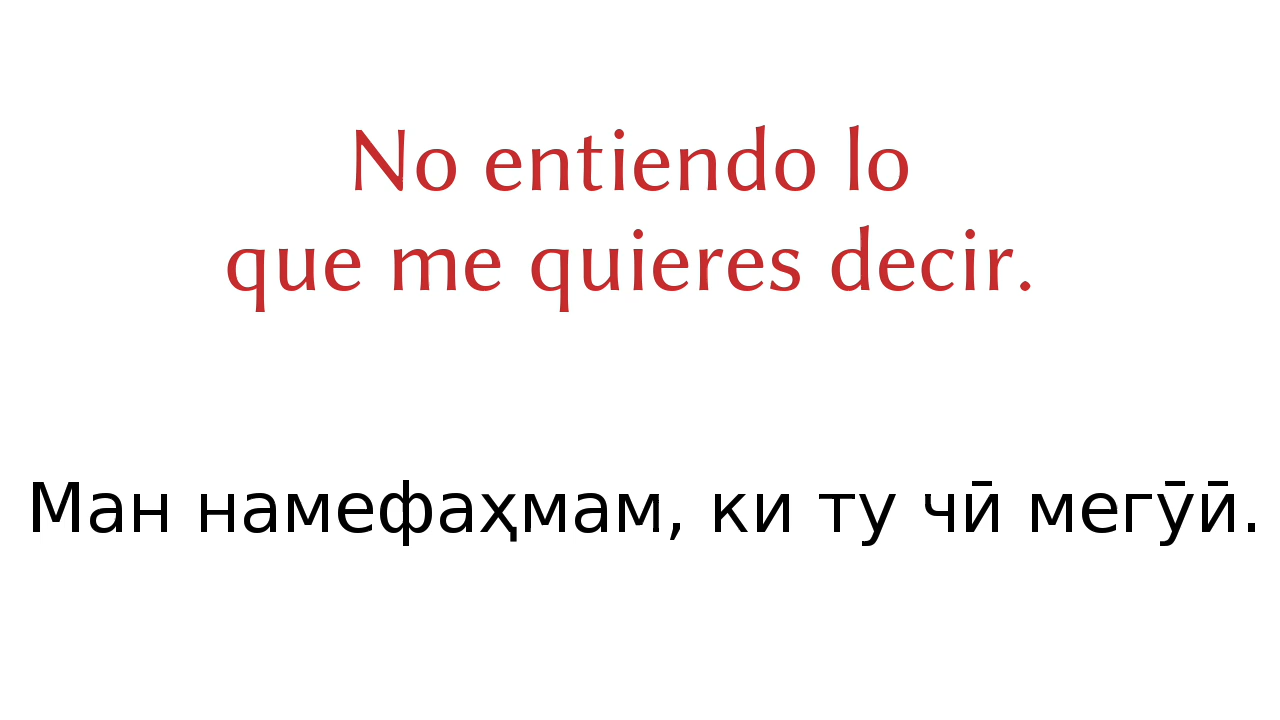 No entiendo lo
que me quieres decir.
Ман намефаҳмам, ки ту чӣ мегӯӣ.